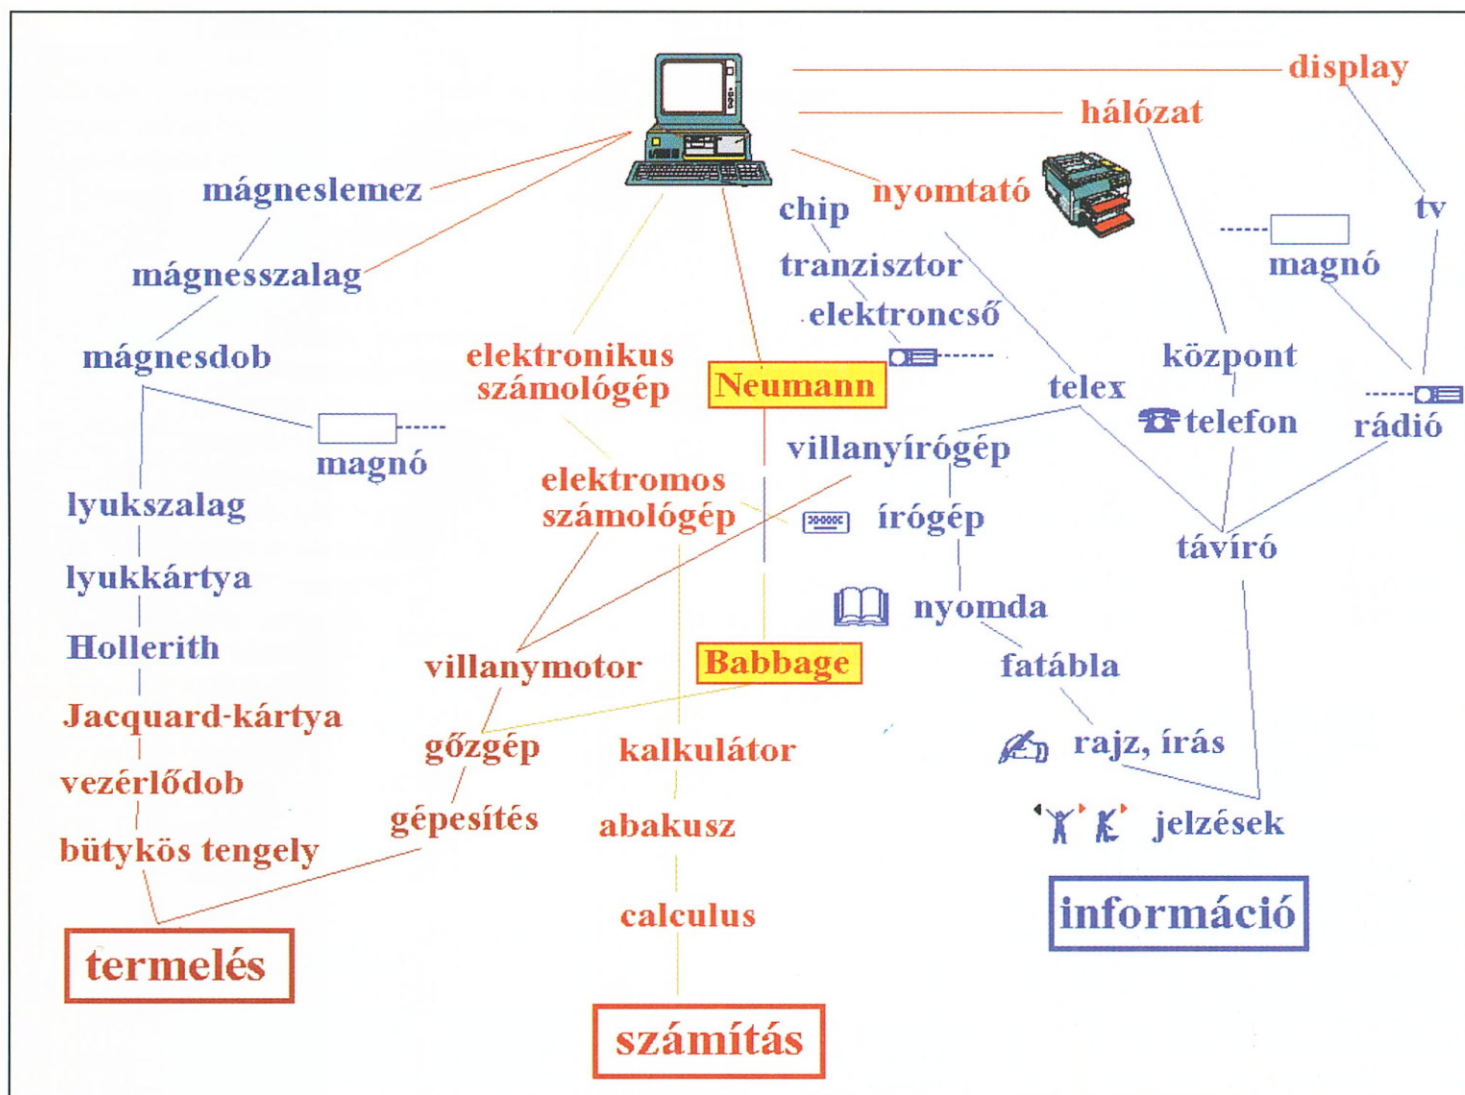 display
hálózat
mágneslemez
nyomtató
chip
tv
mágnesszalag
tranzisztor
magnó
elektroncső
mágnesdob
elektronikus
számológép
Neumann
telex
központ
telefon
rádió
magnó
villanyírógép
lyukszalag
elektromos
számológép
írógép
távíró
lyukkártya
nyomda
Hollerith
villanymotor
Babbage
fatábla
Jacquard-kártya
gőzgép
kalkulátor
rajz, írás
vezérlődob
gépesítés
abakusz
jelzések
bütykös tengely
calculus
információ
termelés
számítás